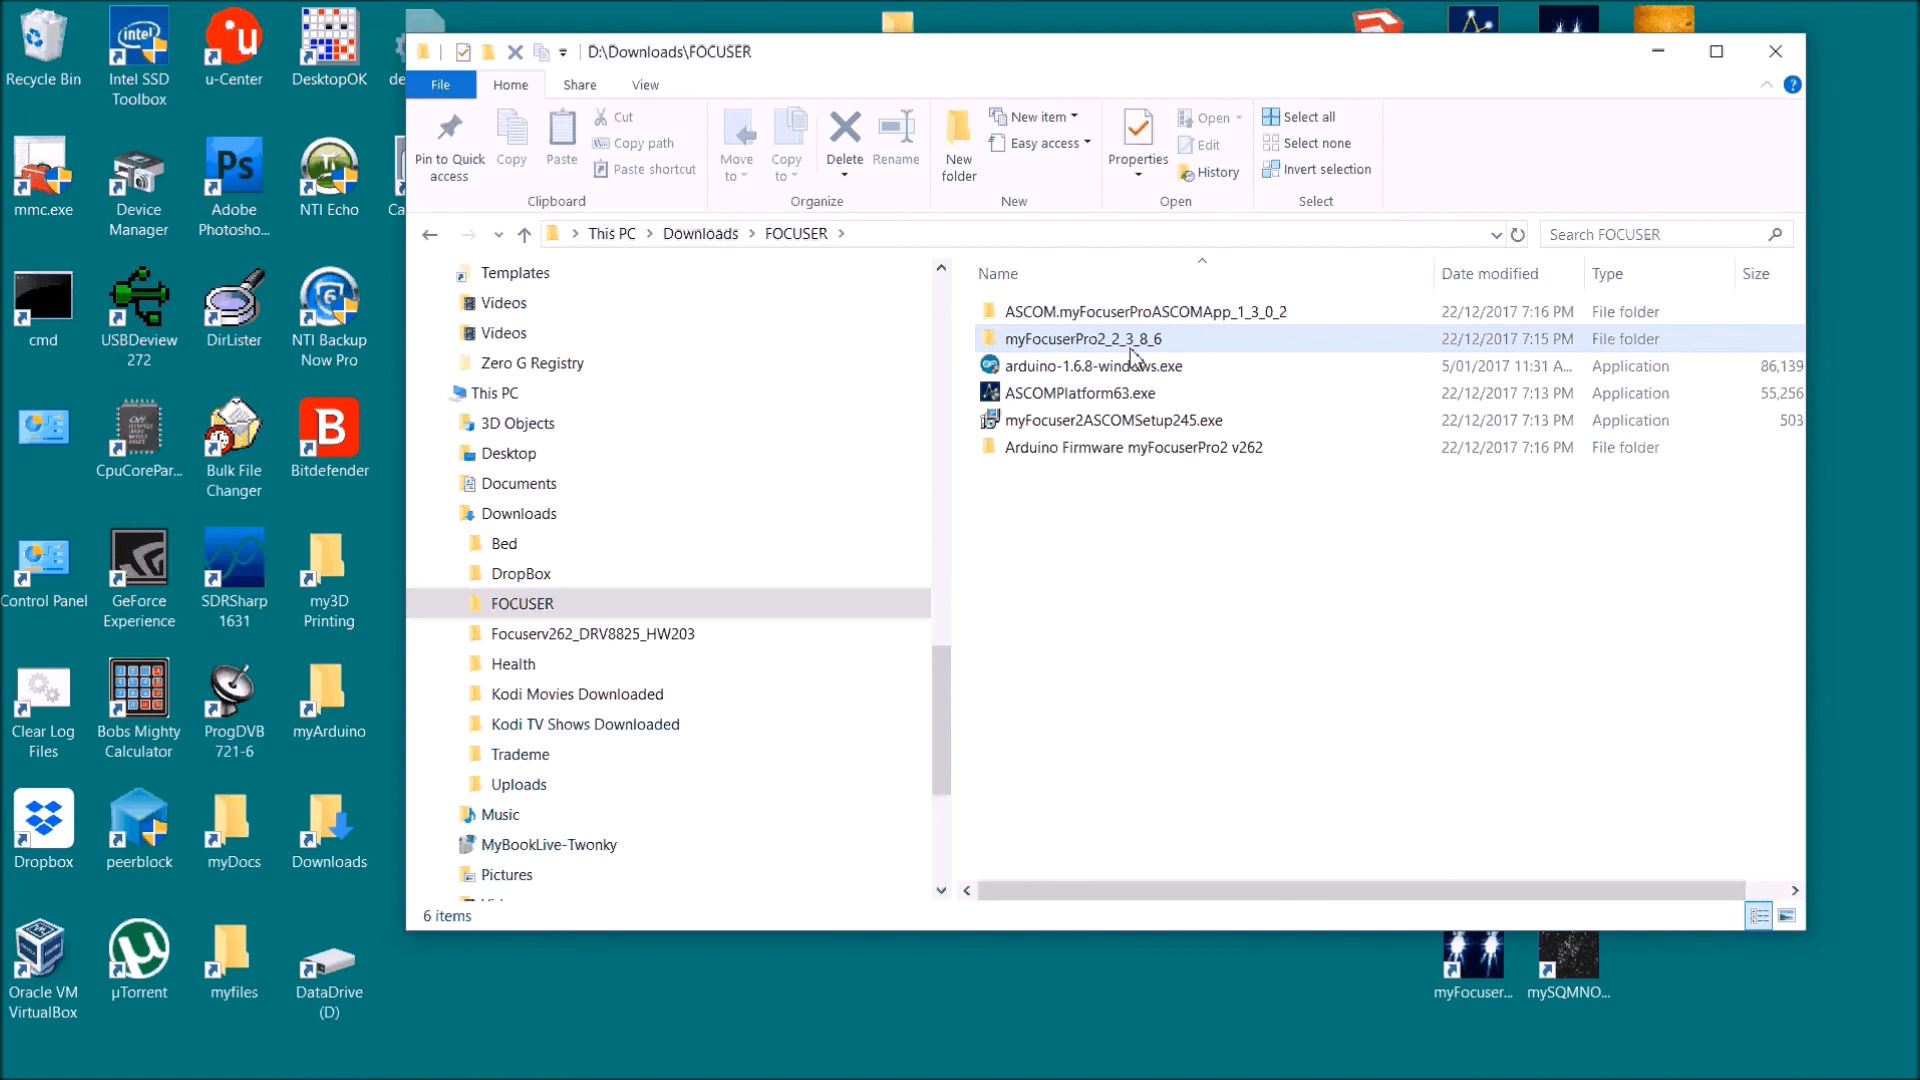 Recycle Bin
Intel SSD
Toolbox
u-Center
DesktopOK
mmc.exe
Device
Manager
Adobe
Photosho...
NTI Echo
cmd
USBDeview
272
DirLister
NTI Backup
Now Pro
CpuCorePar...
Bulk File
Changer
Bitdefender
Control Panel
GeForce
Experience
SDRSharp
1631
my3D
Printing
Clear Log
Files
Bobs Mighty
Calculator
ProgDVB
721-6
myArduino
Dropbox
peerblock
myDocs
Downloads
Oracle VM
VirtualBox
µTorrent
myfiles
DataDrive
(D)
D:\Downloads\FOCUSER
File
Home
Share
View
Pin to Quick
access
Copy
Paste
Cut
Copy path
Paste shortcut
Clipboard
Move
to
Copy
to
Delete
Rename
Organize
New
folder
New item
Easy access
New
Properties
Open
Edit
History
Open
Select all
Select none
Invert selection
Select
This PC
Downloads
FOCUSER
Search FOCUSER
Templates
Videos
Videos
Zero G Registry
This PC
3D Objects
Desktop
Documents
Downloads
Bed
DropBox
FOCUSER
Focuserv262_DRV8825_HW203
Health
Kodi Movies Downloaded
Kodi TV Shows Downloaded
Trademe
Uploads
Music
MyBookLive-Twonky
Pictures
Name Date modified Type Size
ASCOM.myFocuserProASCOMApp_1_3_0_2 22/12/2017 7:16 PM File folder
myFocuserPro2_2_3_8_6 22/12/2017 7:15 PM File folder
arduino-1.6.8-windows.exe 5/01/2017 11:31 A... Application 86,139
ASCOMPlatform63.exe 22/12/2017 7:13 PM Application 55,256
myFocuser2ASCOMSetup245.exe 22/12/2017 7:13 PM Application 503
Arduino Firmware myFocuserPro2 v262 22/12/2017 7:16 PM File folder
6 items
myFocuser...
mySQMNO...